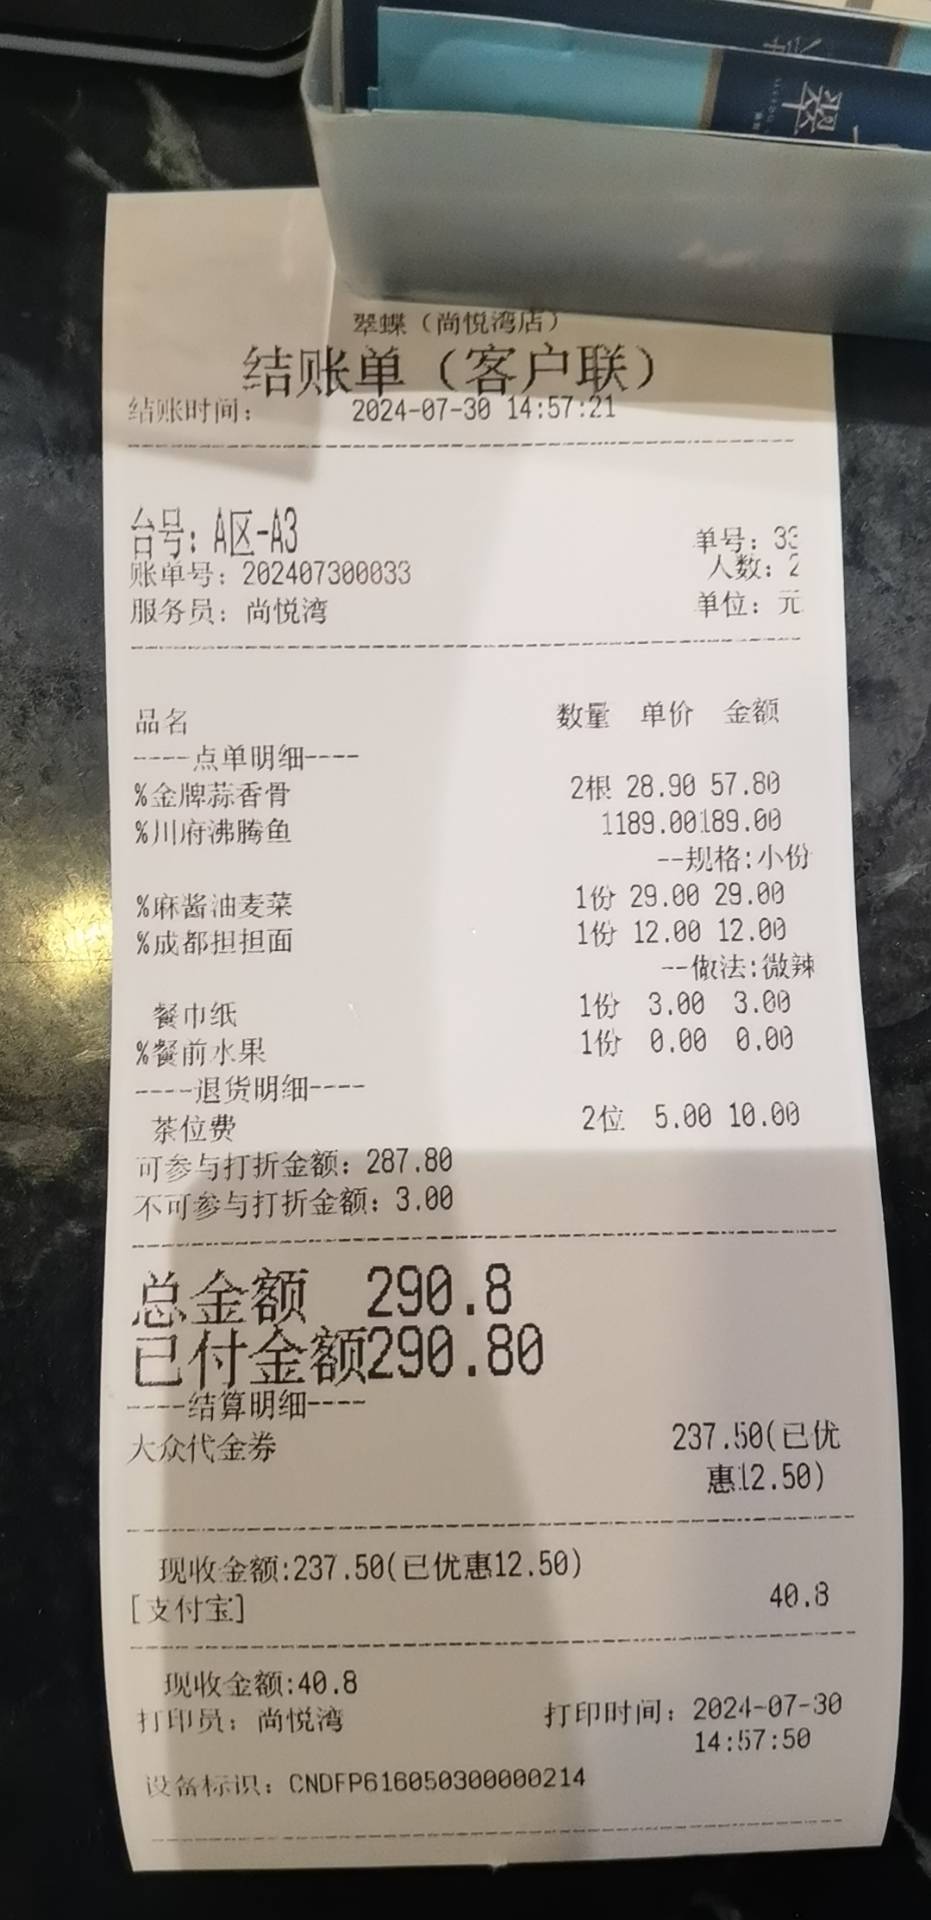 翠
翠蝶（尚悦湾店）
结账单（客户联）
结账时间： 2024-07-30 14:57:21
台号：A区-A3
单号：33
账单号：202407300033
人数：2
服务员：尚悦湾
单位：元
品名 数量 单价 金额
----点单明细----
%金牌蒜香骨 2根 28.90 57.80
%川府沸腾鱼 1189.00189.00
--规格:小份
%麻酱油麦菜 1份 29.00 29.00
%成都担担面 1份 12.00 12.00
--做法:微辣
餐巾纸 1份 3.00 3.00
%餐前水果 1份 0.00 0.00
----退货明细----
茶位费 2位 5.00 10.00
可参与打折金额：287.80
不可参与打折金额：3.00
总金额 290.8
已付金额290.80
----结算明细----
大众代金券 237.50(已优
惠12.50)
现收金额:237.50(已优惠12.50)
[支付宝] 40.8
现收金额:40.8
打印员：尚悦湾 打印时间：2024-07-30
14:57:50
设备标识：CNDFP616050300000214